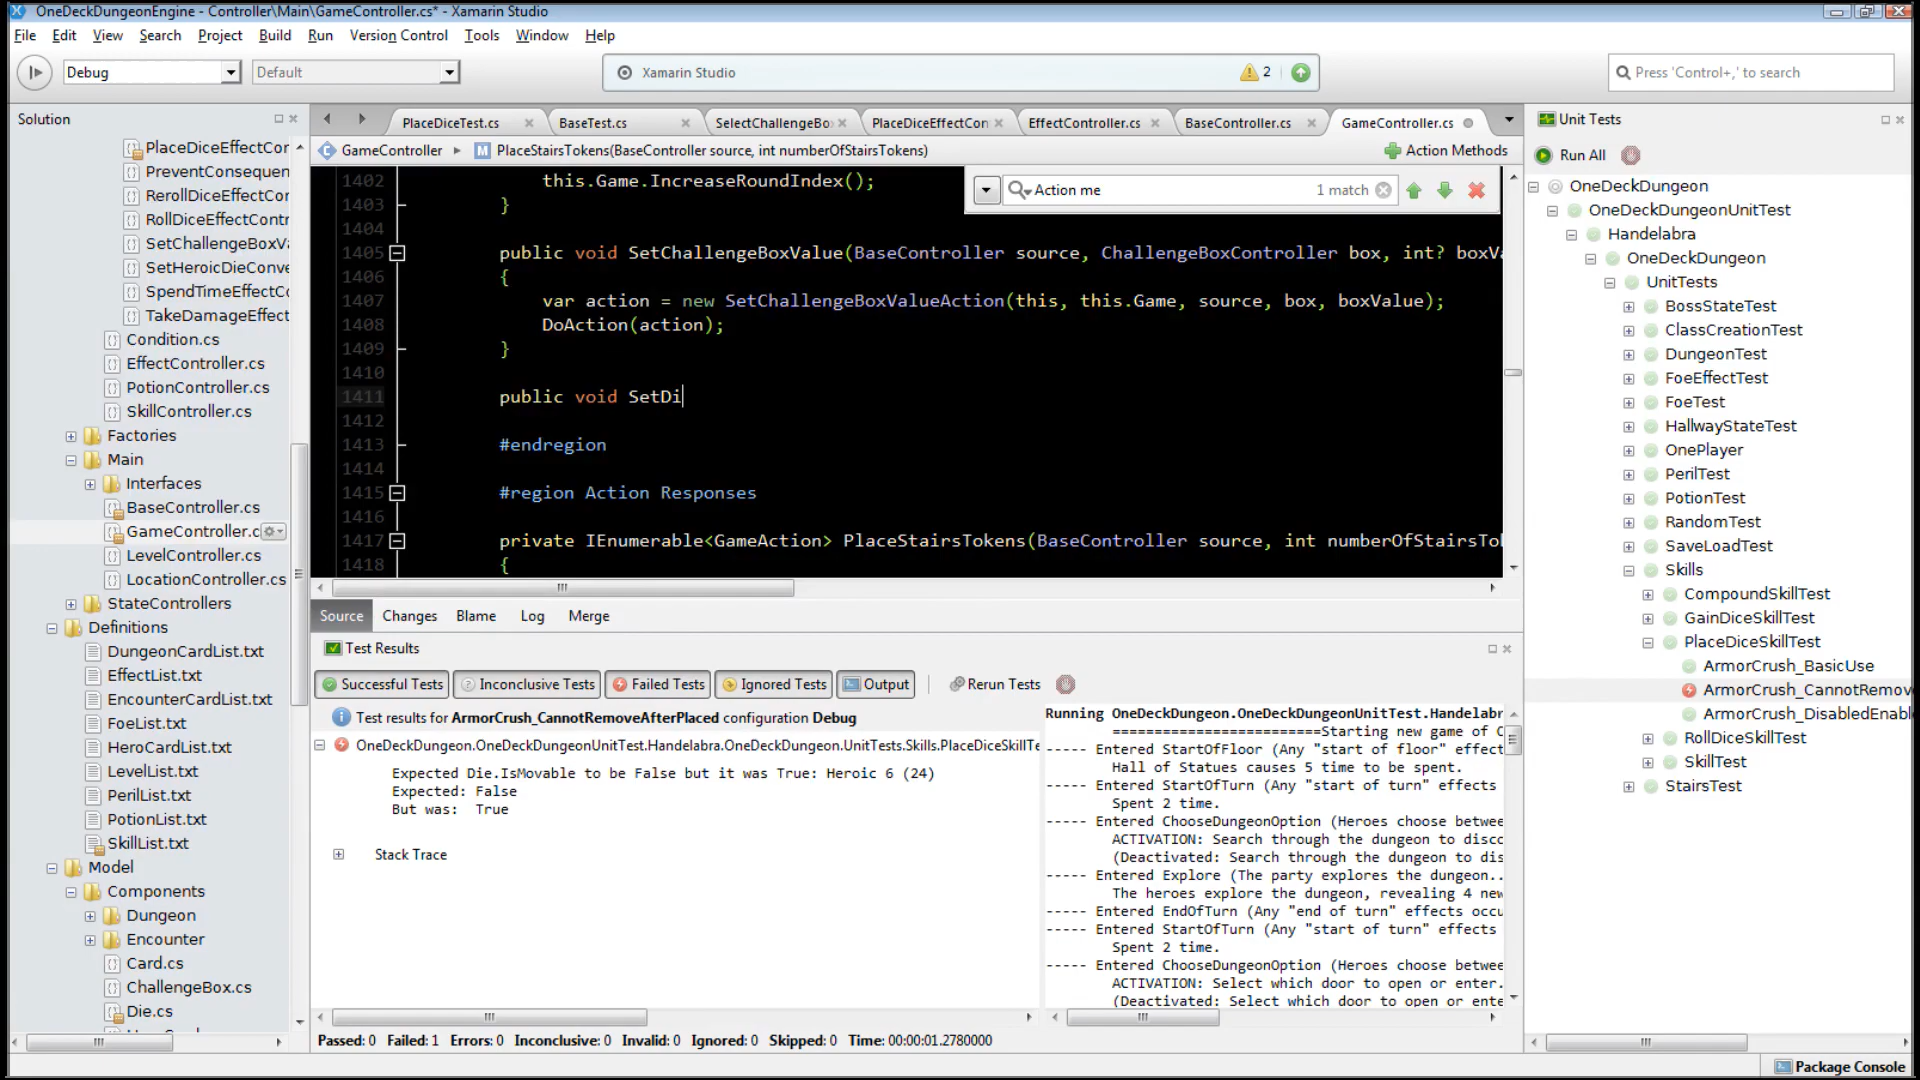 OneDeckDungeonEngine - Controller\Main\GameController.cs* - Xamarin Studio
File Edit View Search Project Build Run Version Control Tools Window Help
Debug Default Xamarin Studio 2 Press 'Control+,' to search
Solution
PlaceDiceEffectCor
PreventConsequen
RerollDiceEffectCor
RollDiceEffectContr
SetChallengeBoxVa
SetHeroicDieConve
SpendTimeEffectCo
TakeDamageEffect
Condition.cs
EffectController.cs
PotionController.cs
SkillController.cs
Factories
Main
Interfaces
BaseController.cs
GameController.c
LevelController.cs
LocationController.cs
StateControllers
Definitions
DungeonCardList.txt
EffectList.txt
EncounterCardList.txt
FoeList.txt
HeroCardList.txt
LevelList.txt
PerilList.txt
PotionList.txt
SkillList.txt
Model
Components
Dungeon
Encounter
Card.cs
ChallengeBox.cs
Die.cs
PlaceDiceTest.cs BaseTest.cs SelectChallengeBo PlaceDiceEffectCon EffectController.cs BaseController.cs GameController.cs
GameController PlaceStairsTokens(BaseController source, int numberOfStairsTokens) Action Methods
Action me 1 match
1402 this.Game.IncreaseRoundIndex();
1403 }
1404
1405 public void SetChallengeBoxValue(BaseController source, ChallengeBoxController box, int? boxVa
1406 {
1407 var action = new SetChallengeBoxValueAction(this, this.Game, source, box, boxValue);
1408 DoAction(action);
1409 }
1410
1411 public void SetDi
1412
1413 #endregion
1414
1415 #region Action Responses
1416
1417 private IEnumerable<GameAction> PlaceStairsTokens(BaseController source, int numberOfStairsTo
1418 {
Source Changes Blame Log Merge
Test Results
Successful Tests Inconclusive Tests Failed Tests Ignored Tests Output Rerun Tests
Test results for ArmorCrush_CannotRemoveAfterPlaced configuration Debug
OneDeckDungeon.OneDeckDungeonUnitTest.Handelabra.OneDeckDungeon.UnitTests.Skills.PlaceDiceSkillTe
Expected Die.IsMovable to be False but it was True: Heroic 6 (24)
Expected: False
But was: True
Stack Trace
Running OneDeckDungeon.OneDeckDungeonUnitTest.Handelabr
========================Starting new game of
----- Entered StartOfFloor (Any "start of floor" effect
Hall of Statues causes 5 time to be spent.
----- Entered StartOfTurn (Any "start of turn" effects
Spent 2 time.
----- Entered ChooseDungeonOption (Heroes choose betwee
ACTIVATION: Search through the dungeon to disco
(Deactivated: Search through the dungeon to dis
----- Entered Explore (The party explores the dungeon..
The heroes explore the dungeon, revealing 4 new
----- Entered EndOfTurn (Any "end of turn" effects occu
----- Entered StartOfTurn (Any "start of turn" effects
Spent 2 time.
----- Entered ChooseDungeonOption (Heroes choose betwee
ACTIVATION: Select which door to open or enter.
(Deactivated: Select which door to open or ente
Passed: 0 Failed: 1 Errors: 0 Inconclusive: 0 Invalid: 0 Ignored: 0 Skipped: 0 Time: 00:00:01.2780000
Unit Tests
Run All
OneDeckDungeon
OneDeckDungeonUnitTest
Handelabra
OneDeckDungeon
UnitTests
BossStateTest
ClassCreationTest
DungeonTest
FoeEffectTest
FoeTest
HallwayStateTest
OnePlayer
PerilTest
PotionTest
RandomTest
SaveLoadTest
Skills
CompoundSkillTest
GainDiceSkillTest
PlaceDiceSkillTest
ArmorCrush_BasicUse
ArmorCrush_CannotRemov
ArmorCrush_DisabledEnabl
RollDiceSkillTest
SkillTest
StairsTest
Package Console